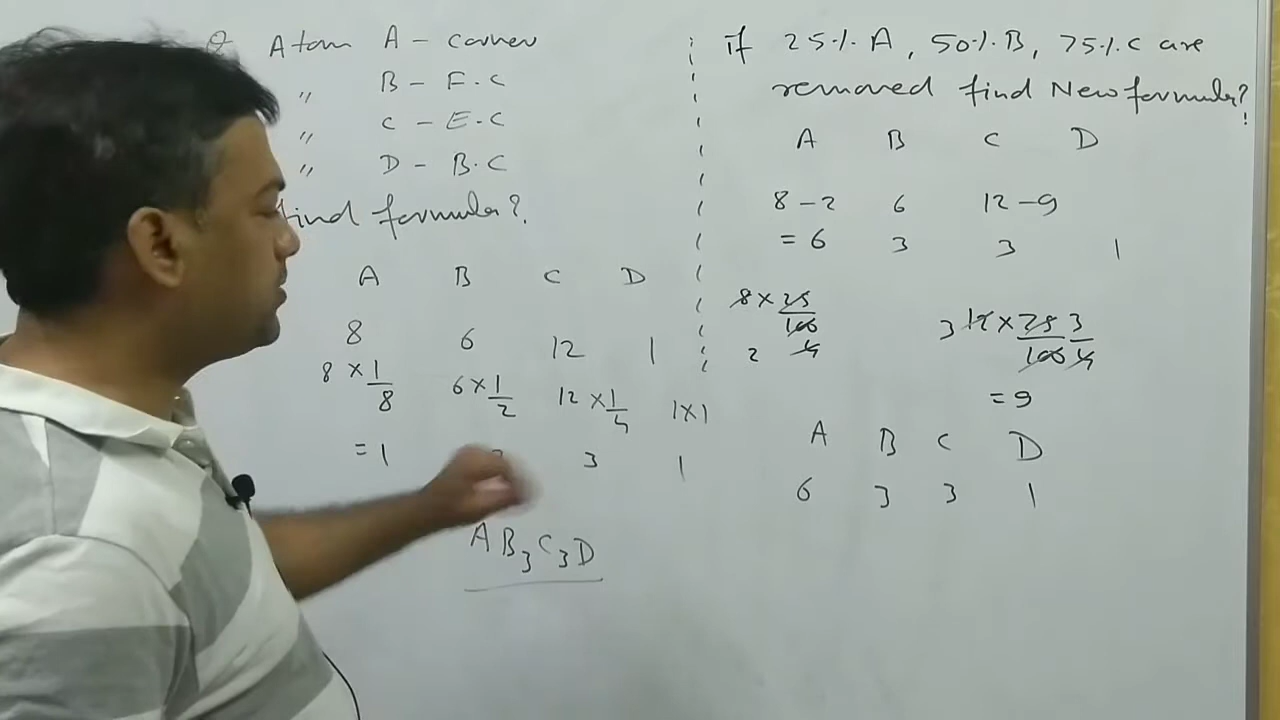 Q Atom A - corner
" B - F.C
" C - E.C
" D - B.C
find formula?
A B C D
8 6 12 1
8 × 1/8 6 × 1/2 12 × 1/4 1×1
= 1 3 1
AB3C3D
if 25% A, 50% B, 75% C are
removed find New formula?
A B C D
8 - 2 6 12 - 9
= 6 3 3 1
8 × 25/100 3 12 × 25 3/100 4
2 4
= 9
A B C D
6 3 3 1